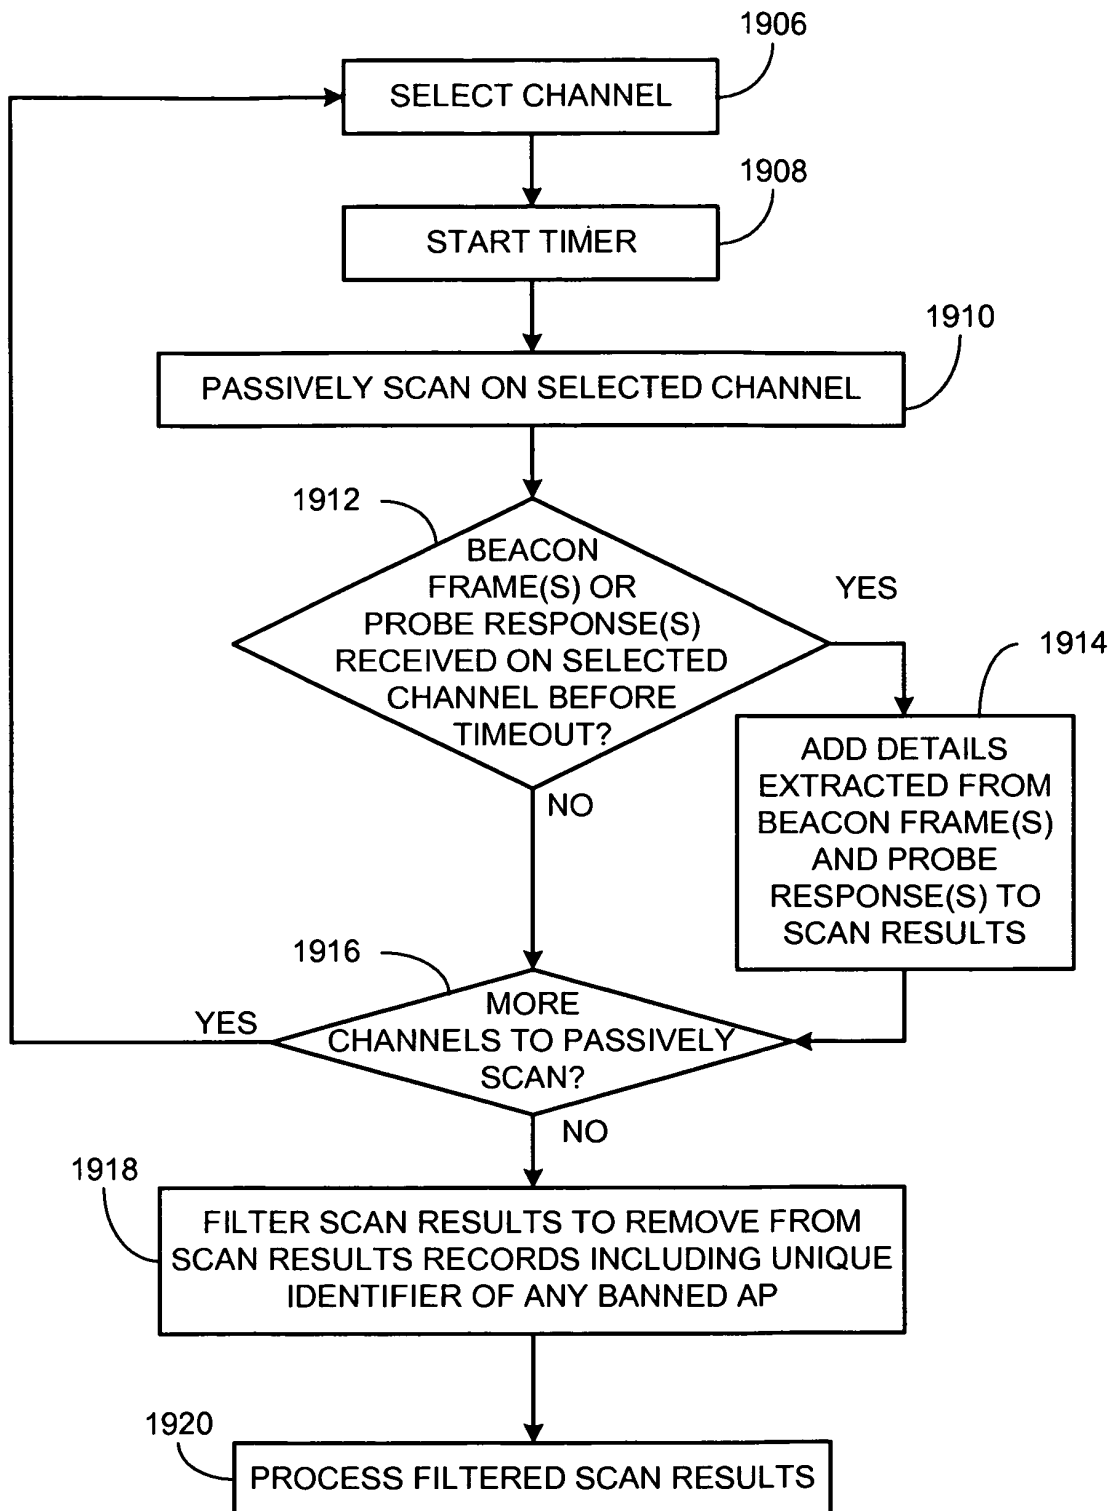 1906
SELECT CHANNEL
1908
START TIMER
1910
PASSIVELY SCAN ON SELECTED CHANNEL
1912
BEACON
FRAME(S) OR
PROBE RESPONSE(S)
RECEIVED ON SELECTED
CHANNEL BEFORE
TIMEOUT?
YES
1914
ADD DETAILS
EXTRACTED FROM
BEACON FRAME(S)
AND PROBE
RESPONSE(S) TO
SCAN RESULTS
NO
1916
MORE
CHANNELS TO PASSIVELY
SCAN?
YES
NO
1918
FILTER SCAN RESULTS TO REMOVE FROM
SCAN RESULTS RECORDS INCLUDING UNIQUE
IDENTIFIER OF ANY BANNED AP
1920
PROCESS FILTERED SCAN RESULTS